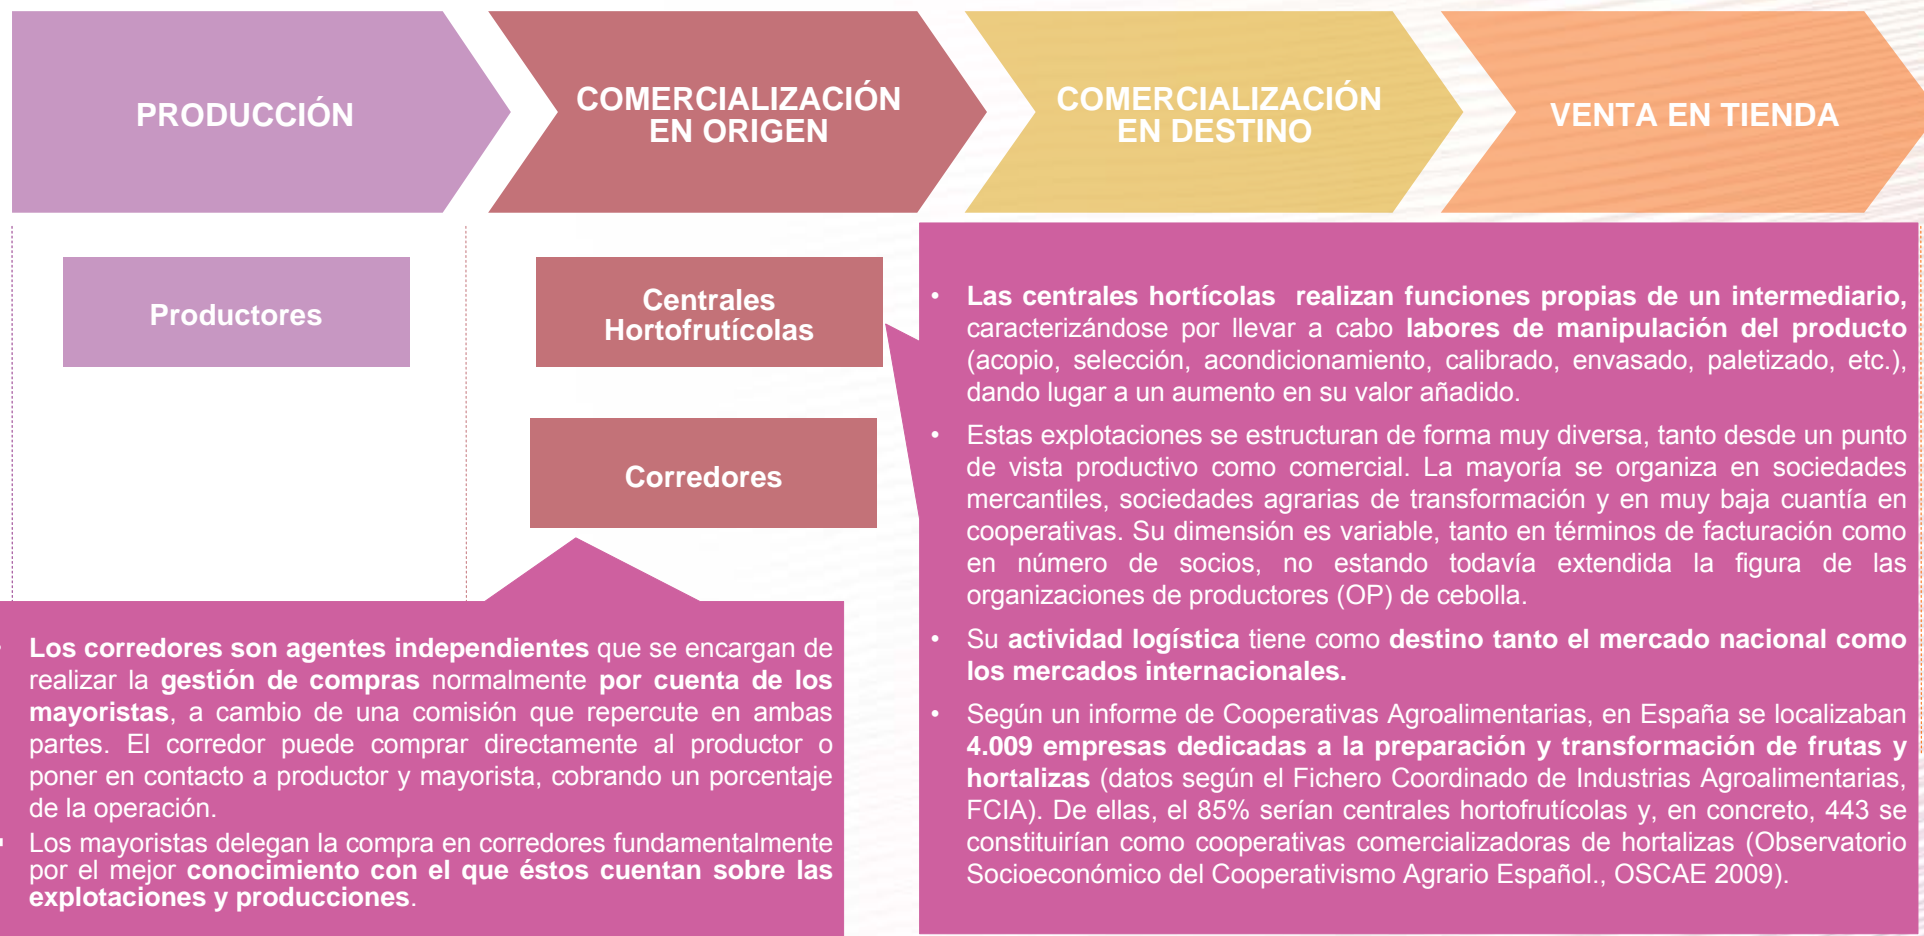 PRODUCCIÓN
COMERCIALIZACIÓN
EN ORIGEN
COMERCIALIZACIÓN
EN DESTINO
VENTA EN TIENDA
Productores
Centrales
Hortofrutícolas
Corredores
• Los corredores son agentes independientes que se encargan de
realizar la gestión de compras normalmente por cuenta de los
mayoristas, a cambio de una comisión que repercute en ambas
partes. El corredor puede comprar directamente al productor o
poner en contacto a productor y mayorista, cobrando un porcentaje
de la operación.
▪ Los mayoristas delegan la compra en corredores fundamentalmente
por el mejor conocimiento con el que éstos cuentan sobre las
explotaciones y producciones.
• Las centrales hortícolas realizan funciones propias de un intermediario,
caracterizándose por llevar a cabo labores de manipulación del producto
(acopio, selección, acondicionamiento, calibrado, envasado, paletizado, etc.),
dando lugar a un aumento en su valor añadido.
• Estas explotaciones se estructuran de forma muy diversa, tanto desde un punto
de vista productivo como comercial. La mayoría se organiza en sociedades
mercantiles, sociedades agrarias de transformación y en muy baja cuantía en
cooperativas. Su dimensión es variable, tanto en términos de facturación como
en número de socios, no estando todavía extendida la figura de las
organizaciones de productores (OP) de cebolla.
• Su actividad logística tiene como destino tanto el mercado nacional como
los mercados internacionales.
• Según un informe de Cooperativas Agroalimentarias, en España se localizaban
4.009 empresas dedicadas a la preparación y transformación de frutas y
hortalizas (datos según el Fichero Coordinado de Industrias Agroalimentarias,
FCIA). De ellas, el 85% serían centrales hortofrutícolas y, en concreto, 443 se
constituirían como cooperativas comercializadoras de hortalizas (Observatorio
Socioeconómico del Cooperativismo Agrario Español., OSCAE 2009).